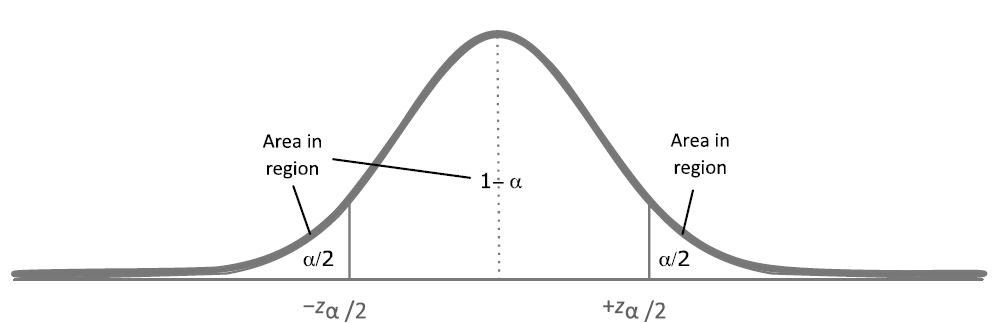 Area in
region
Area in
region
1– α
α/2
α/2
–zα /2
+zα /2